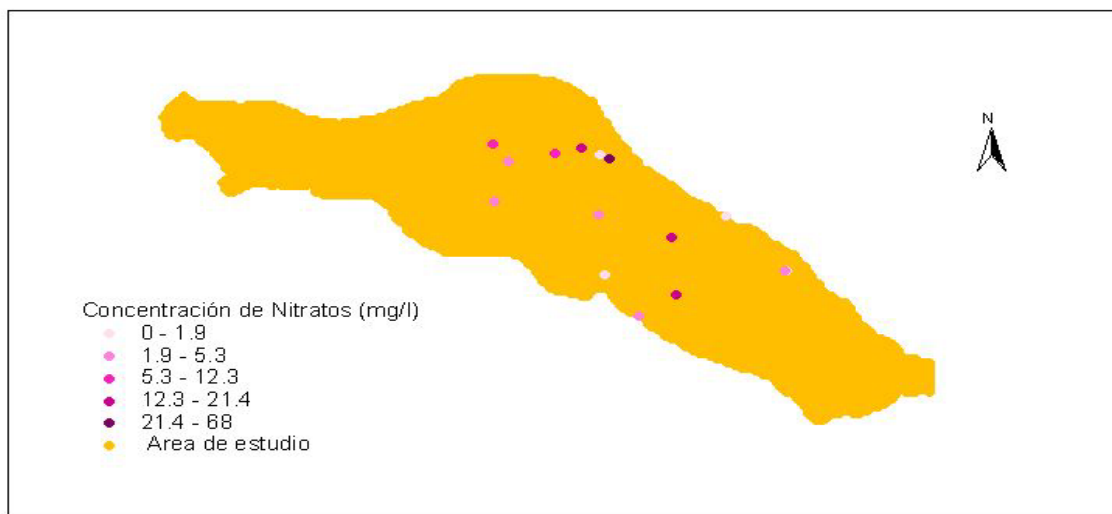 N
Concentración de Nitratos (mg/l)
0 - 1.9
1.9 - 5.3
5.3 - 12.3
12.3 - 21.4
21.4 - 68
Area de estudio